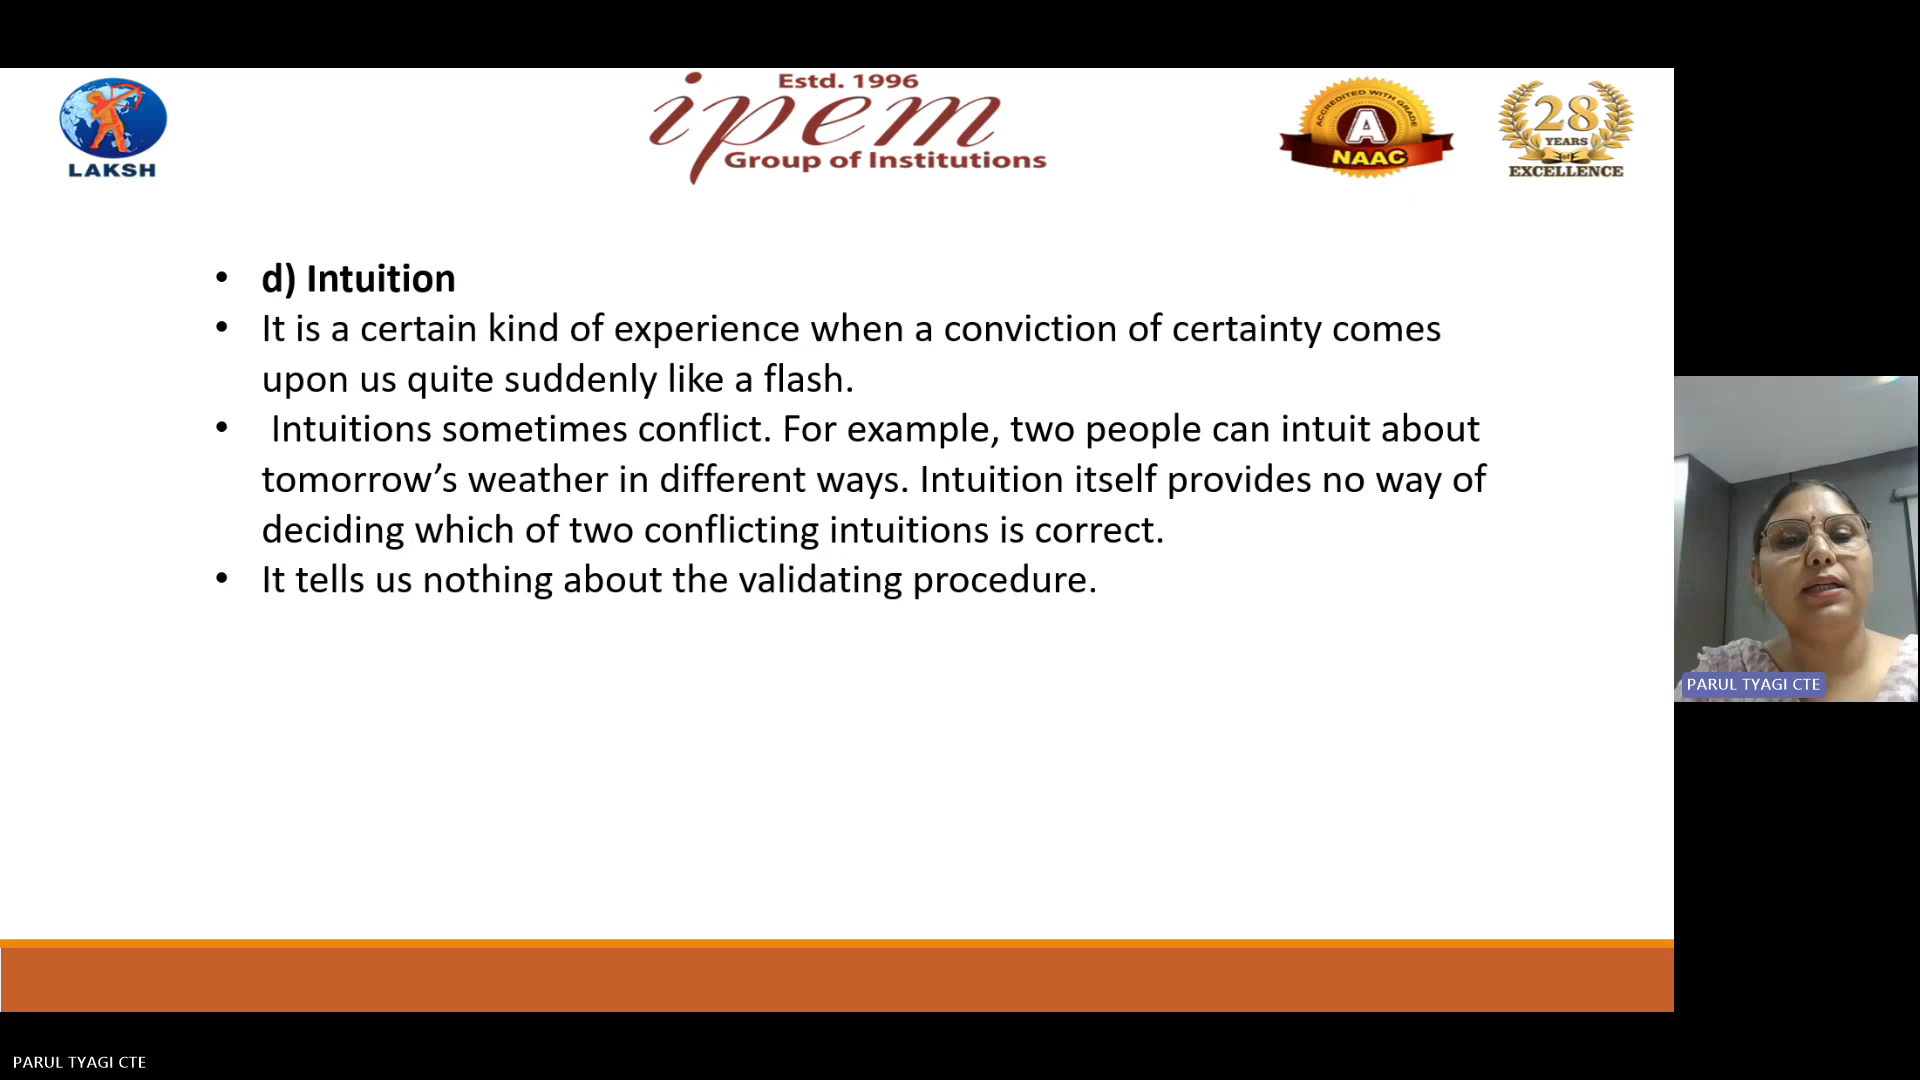 LAKSH
Estd. 1996
ipem
Group of Institutions
ACCREDITED WITH GRADE
A
NAAC
28
YEARS
of
EXCELLENCE
• d) Intuition
• It is a certain kind of experience when a conviction of certainty comes
upon us quite suddenly like a flash.
• Intuitions sometimes conflict. For example, two people can intuit about
tomorrow’s weather in different ways. Intuition itself provides no way of
deciding which of two conflicting intuitions is correct.
• It tells us nothing about the validating procedure.
PARUL TYAGI CTE
PARUL TYAGI CTE